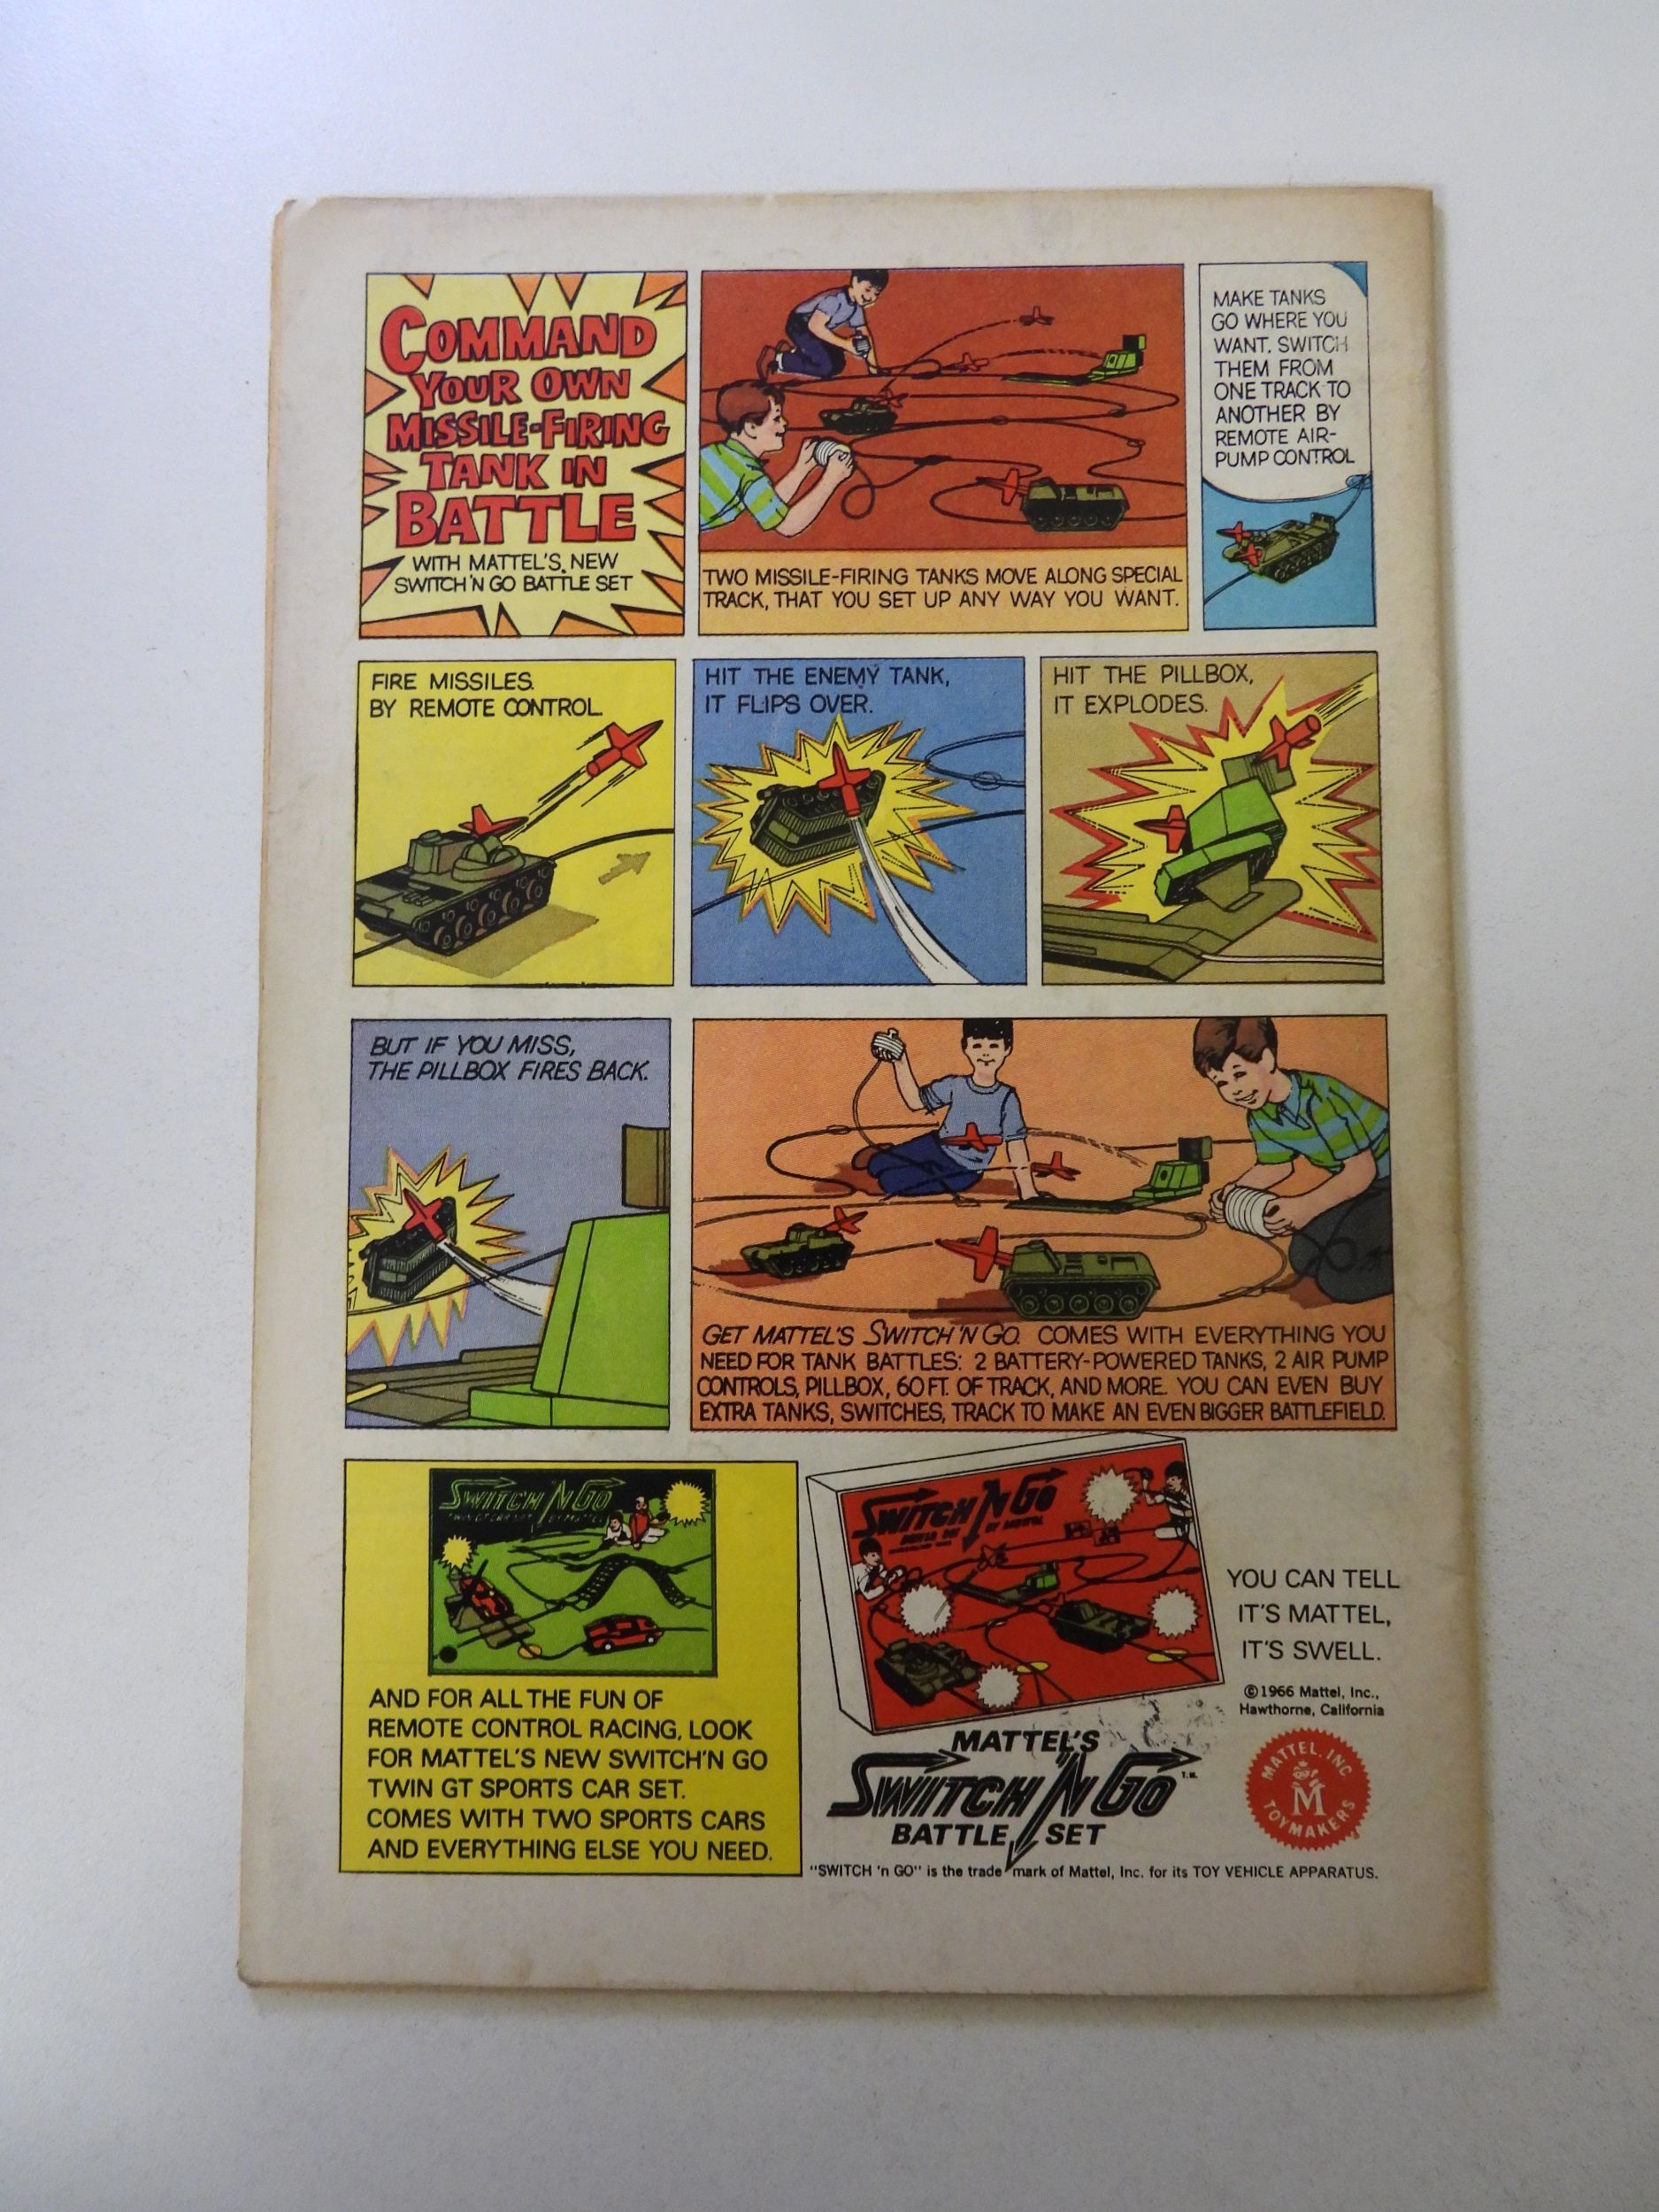 COMMAND
YOUR OWN
MISSILE-FIRING
TANK IN
BATTLE
WITH MATTEL'S NEW
SWITCH 'N GO BATTLE SET
TWO MISSILE-FIRING TANKS MOVE ALONG SPECIAL
TRACK, THAT YOU SET UP ANY WAY YOU WANT.
MAKE TANKS
GO WHERE YOU
WANT. SWITCH
THEM FROM
ONE TRACK TO
ANOTHER BY
REMOTE AIR-
PUMP CONTROL
FIRE MISSILES
BY REMOTE CONTROL
HIT THE ENEMY TANK,
IT FLIPS OVER.
HIT THE PILLBOX,
IT EXPLODES.
BUT IF YOU MISS,
THE PILLBOX FIRES BACK.
GET MATTEL'S SWITCH 'N GO. COMES WITH EVERYTHING YOU
NEED FOR TANK BATTLES: 2 BATTERY-POWERED TANKS, 2 AIR PUMP
CONTROLS, PILLBOX, 60 FT. OF TRACK, AND MORE. YOU CAN EVEN BUY
EXTRA TANKS, SWITCHES, TRACK TO MAKE AN EVEN BIGGER BATTLEFIELD.
SWITCH 'N GO
AND FOR ALL THE FUN OF
REMOTE CONTROL RACING, LOOK
FOR MATTEL'S NEW SWITCH'N GO
TWIN GT SPORTS CAR SET.
COMES WITH TWO SPORTS CARS
AND EVERYTHING ELSE YOU NEED.
SWITCH 'N GO
YOU CAN TELL
IT'S MATTEL,
IT'S SWELL.
©1966 Mattel, Inc.,
Hawthorne, California
MATTEL'S
SWITCH 'N GO T.M.
BATTLE SET
MATTEL, INC.
M
TOYMAKERS
"SWITCH 'n GO" is the trade mark of Mattel, Inc. for its TOY VEHICLE APPARATUS.